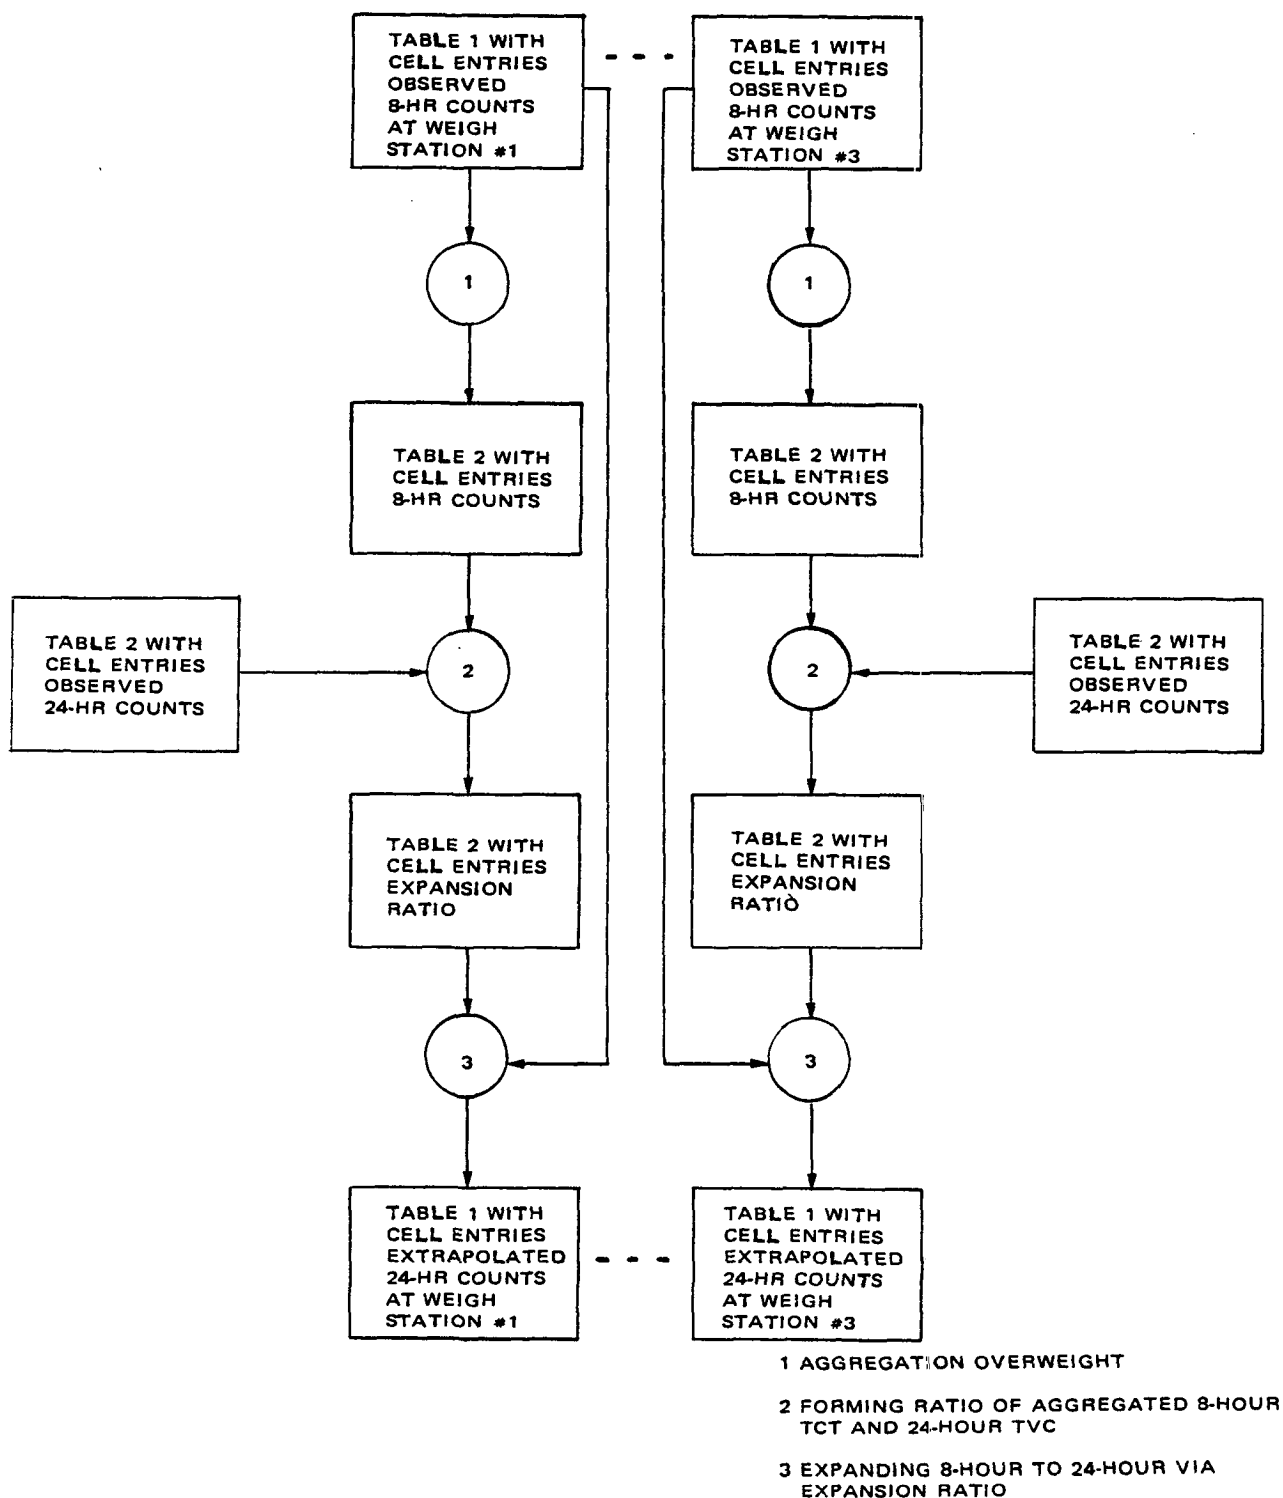 TABLE 1 WITH
CELL ENTRIES
OBSERVED
8-HR COUNTS
AT WEIGH
STATION #1
TABLE 1 WITH
CELL ENTRIES
OBSERVED
8-HR COUNTS
AT WEIGH
STATION #3
1
1
TABLE 2 WITH
CELL ENTRIES
8-HR COUNTS
TABLE 2 WITH
CELL ENTRIES
8-HR COUNTS
TABLE 2 WITH
CELL ENTRIES
OBSERVED
24-HR COUNTS
2
2
TABLE 2 WITH
CELL ENTRIES
OBSERVED
24-HR COUNTS
TABLE 2 WITH
CELL ENTRIES
EXPANSION
RATIO
TABLE 2 WITH
CELL ENTRIES
EXPANSION
RATIO
3
3
TABLE 1 WITH
CELL ENTRIES
EXTRAPOLATED
24-HR COUNTS
AT WEIGH
STATION #1
TABLE 1 WITH
CELL ENTRIES
EXTRAPOLATED
24-HR COUNTS
AT WEIGH
STATION #3
1 AGGREGATION OVERWEIGHT
2 FORMING RATIO OF AGGREGATED 8-HOUR
TCT AND 24-HOUR TVC
3 EXPANDING 8-HOUR TO 24-HOUR VIA
EXPANSION RATIO